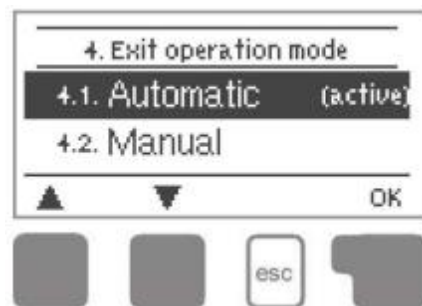 4. Exit operation mode
4.1. Automatic (active)
4.2. Manual
▲ ▼ OK
esc